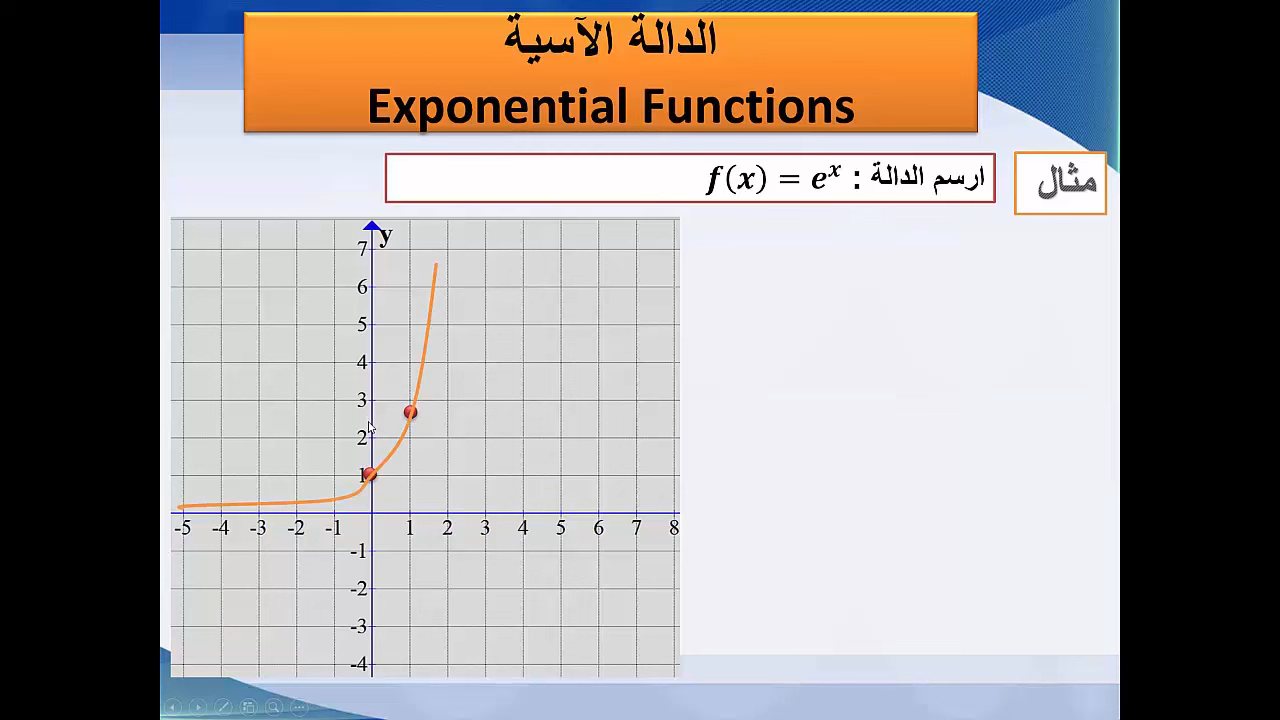 الدالة الآسية
Exponential Functions
مثال
ارسم الدالة : f(x) = eˣ
y
7
6
5
4
3
2
1
-5 -4 -3 -2 -1 1 2 3 4 5 6 7 8
-1
-2
-3
-4